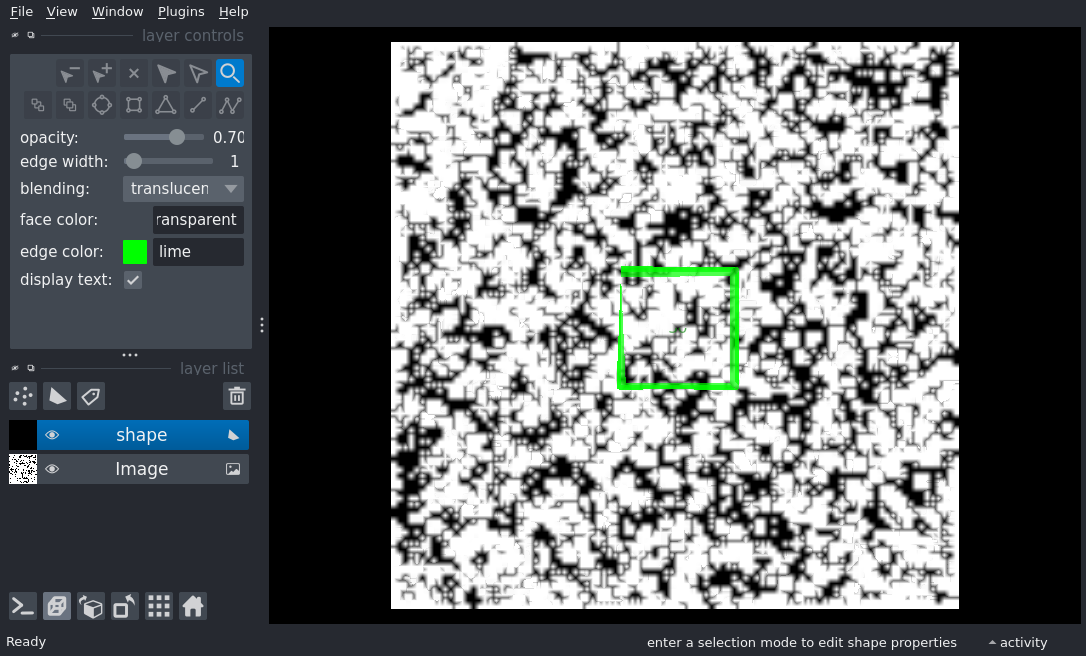 File View Window Plugins Help
layer controls
opacity: 0.70
edge width: 1
blending: translucen
face color: ransparent
edge color: lime
display text:
layer list
shape
Image
Ready enter a selection mode to edit shape properties activity